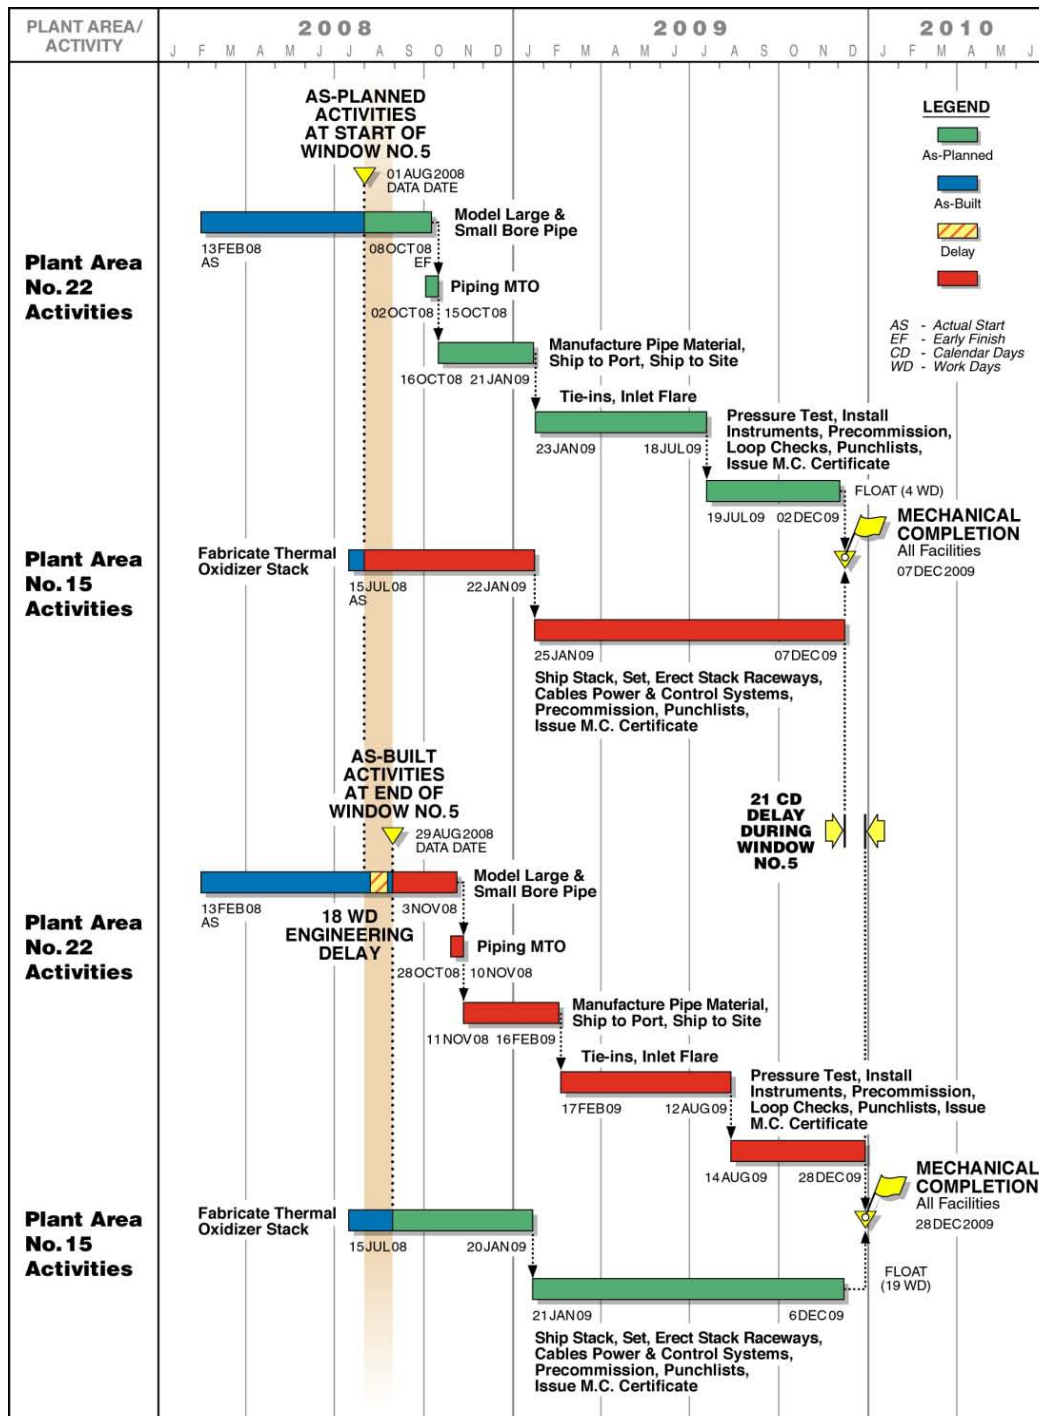 PLANT AREA/
ACTIVITY
2008
2009
2010
J F M A M J J A S O N D J F M A M J J A S O N D J F M A M J
AS-PLANNED
ACTIVITIES
AT START OF
WINDOW NO.5
01AUG2008
DATA DATE
LEGEND
As-Planned
As-Built
Delay
AS - Actual Start
EF - Early Finish
CD - Calendar Days
WD - Work Days
Plant Area
No.22
Activities
Model Large &
Small Bore Pipe
13FEB08
AS
08OCT08
EF
Piping MTO
02OCT08
15OCT08
Manufacture Pipe Material,
Ship to Port, Ship to Site
16OCT08
21JAN09
Tie-ins, Inlet Flare
23JAN09
18JUL09
Pressure Test, Install
Instruments, Precommission,
Loop Checks, Punchlists,
Issue M.C. Certificate
19JUL09
02DEC09
FLOAT (4 WD)
MECHANICAL
COMPLETION
All Facilities
07DEC2009
Plant Area
No.15
Activities
Fabricate Thermal
Oxidizer Stack
15JUL08
AS
22JAN09
25JAN09
07DEC09
Ship Stack, Set, Erect Stack Raceways,
Cables Power & Control Systems,
Precommission, Punchlists,
Issue M.C. Certificate
AS-BUILT
ACTIVITIES
AT END OF
WINDOW NO.5
29AUG2008
DATA DATE
21 CD
DELAY
DURING
WINDOW
NO.5
Plant Area
No.22
Activities
Model Large &
Small Bore Pipe
13FEB08
AS
3NOV08
18 WD
ENGINEERING
DELAY
Piping MTO
28OCT08
10NOV08
Manufacture Pipe Material,
Ship to Port, Ship to Site
11NOV08
16FEB09
Tie-ins, Inlet Flare
17FEB09
12AUG09
Pressure Test, Install
Instruments, Precommission,
Loop Checks, Punchlists, Issue
M.C. Certificate
14AUG09
28DEC09
MECHANICAL
COMPLETION
All Facilities
28DEC2009
Plant Area
No.15
Activities
Fabricate Thermal
Oxidizer Stack
15JUL08
20JAN09
FLOAT
(19 WD)
21JAN09
6DEC09
Ship Stack, Set, Erect Stack Raceways,
Cables Power & Control Systems,
Precommission, Punchlists,
Issue M.C. Certificate